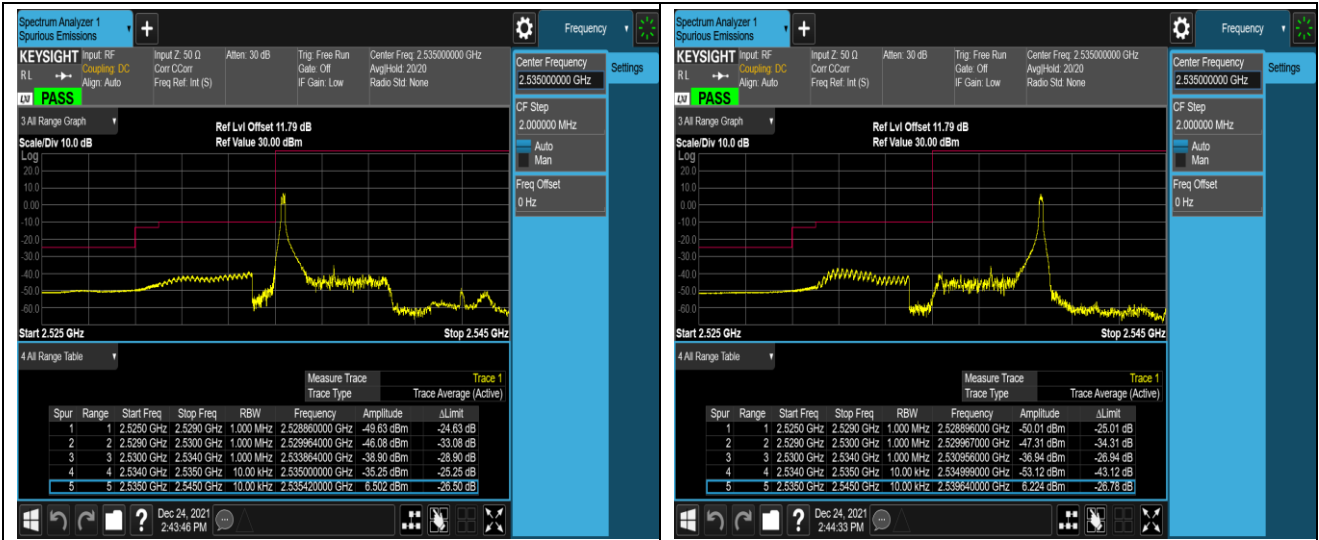 Spectrum Analyzer 1
Spurious Emissions
+
Frequency
KEYSIGHT Input: RF Input Z: 50 Ω Atten: 30 dB Trig: Free Run Center Freq: 2.535000000 GHz
Coupling: DC Corr CCorr Gate: Off Avg|Hold: 20/20
RL Align: Auto Freq Ref: Int (S) IF Gain: Low Radio Std: None
LXI PASS
Center Frequency
2.535000000 GHz
Settings
CF Step
2.000000 MHz
Auto
Man
Freq Offset
0 Hz
3 All Range Graph
Ref Lvl Offset 11.79 dB
Scale/Div 10.0 dB Ref Value 30.00 dBm
Log
20.0
10.0
0.00
-10.0
-20.0
-30.0
-40.0
-50.0
-60.0
Start 2.525 GHz Stop 2.545 GHz
4 All Range Table
Measure Trace Trace 1
Trace Type Trace Average (Active)
Spur Range Start Freq Stop Freq RBW Frequency Amplitude ΔLimit
1 1 2.5250 GHz 2.5290 GHz 1.000 MHz 2.528860000 GHz -49.63 dBm -24.63 dB
2 2 2.5290 GHz 2.5300 GHz 1.000 MHz 2.529964000 GHz -46.08 dBm -33.08 dB
3 3 2.5300 GHz 2.5340 GHz 1.000 MHz 2.533864000 GHz -38.90 dBm -28.90 dB
4 4 2.5340 GHz 2.5350 GHz 10.00 kHz 2.535000000 GHz -35.25 dBm -25.25 dB
5 5 2.5350 GHz 2.5450 GHz 10.00 kHz 2.535420000 GHz 6.502 dBm -26.50 dB
?
Dec 24, 2021
2:43:46 PM
Spectrum Analyzer 1
Spurious Emissions
+
Frequency
KEYSIGHT Input: RF Input Z: 50 Ω Atten: 30 dB Trig: Free Run Center Freq: 2.535000000 GHz
Coupling: DC Corr CCorr Gate: Off Avg|Hold: 20/20
RL Align: Auto Freq Ref: Int (S) IF Gain: Low Radio Std: None
LXI PASS
Center Frequency
2.535000000 GHz
Settings
CF Step
2.000000 MHz
Auto
Man
Freq Offset
0 Hz
3 All Range Graph
Ref Lvl Offset 11.79 dB
Scale/Div 10.0 dB Ref Value 30.00 dBm
Log
20.0
10.0
0.00
-10.0
-20.0
-30.0
-40.0
-50.0
-60.0
Start 2.525 GHz Stop 2.545 GHz
4 All Range Table
Measure Trace Trace 1
Trace Type Trace Average (Active)
Spur Range Start Freq Stop Freq RBW Frequency Amplitude ΔLimit
1 1 2.5250 GHz 2.5290 GHz 1.000 MHz 2.528896000 GHz -50.01 dBm -25.01 dB
2 2 2.5290 GHz 2.5300 GHz 1.000 MHz 2.529967000 GHz -47.31 dBm -34.31 dB
3 3 2.5300 GHz 2.5340 GHz 1.000 MHz 2.530956000 GHz -36.94 dBm -26.94 dB
4 4 2.5340 GHz 2.5350 GHz 10.00 kHz 2.534999000 GHz -53.12 dBm -43.12 dB
5 5 2.5350 GHz 2.5450 GHz 10.00 kHz 2.539640000 GHz 6.224 dBm -26.78 dB
?
Dec 24, 2021
2:44:33 PM